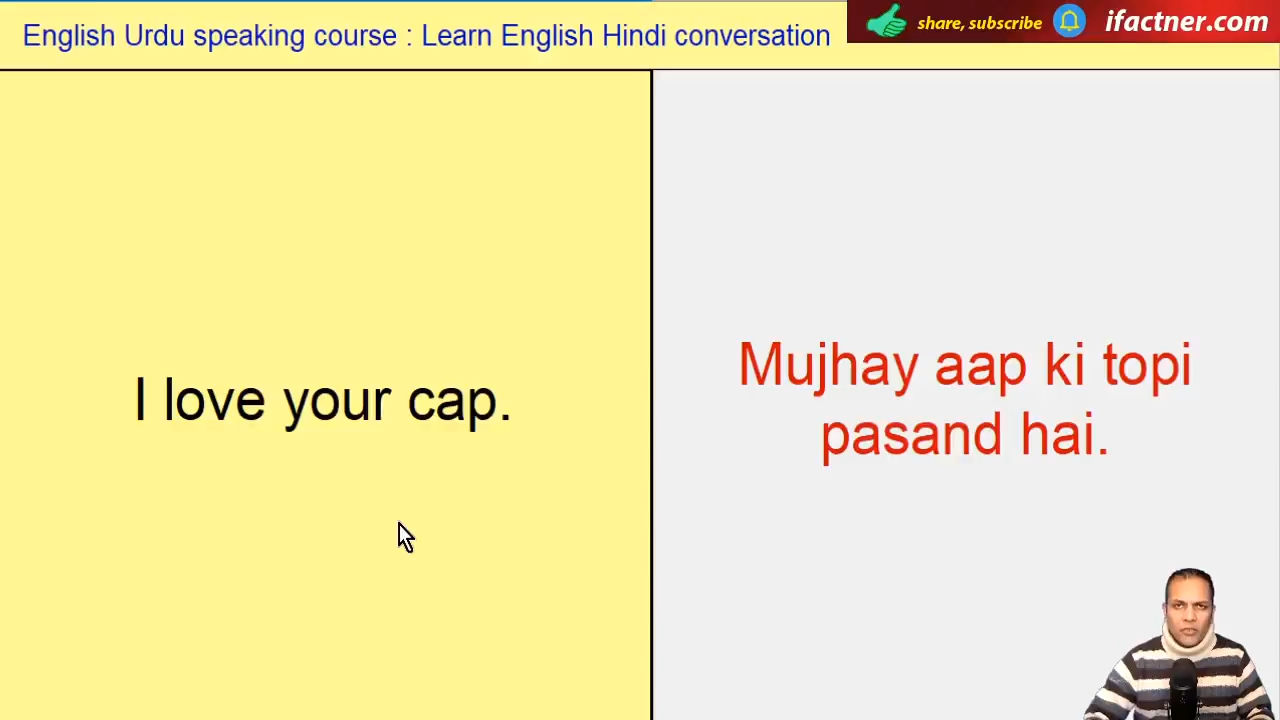 English Urdu speaking course : Learn English Hindi conversation
share, subscribe
ifactner.com
I love your cap.
Mujhay aap ki topi
pasand hai.